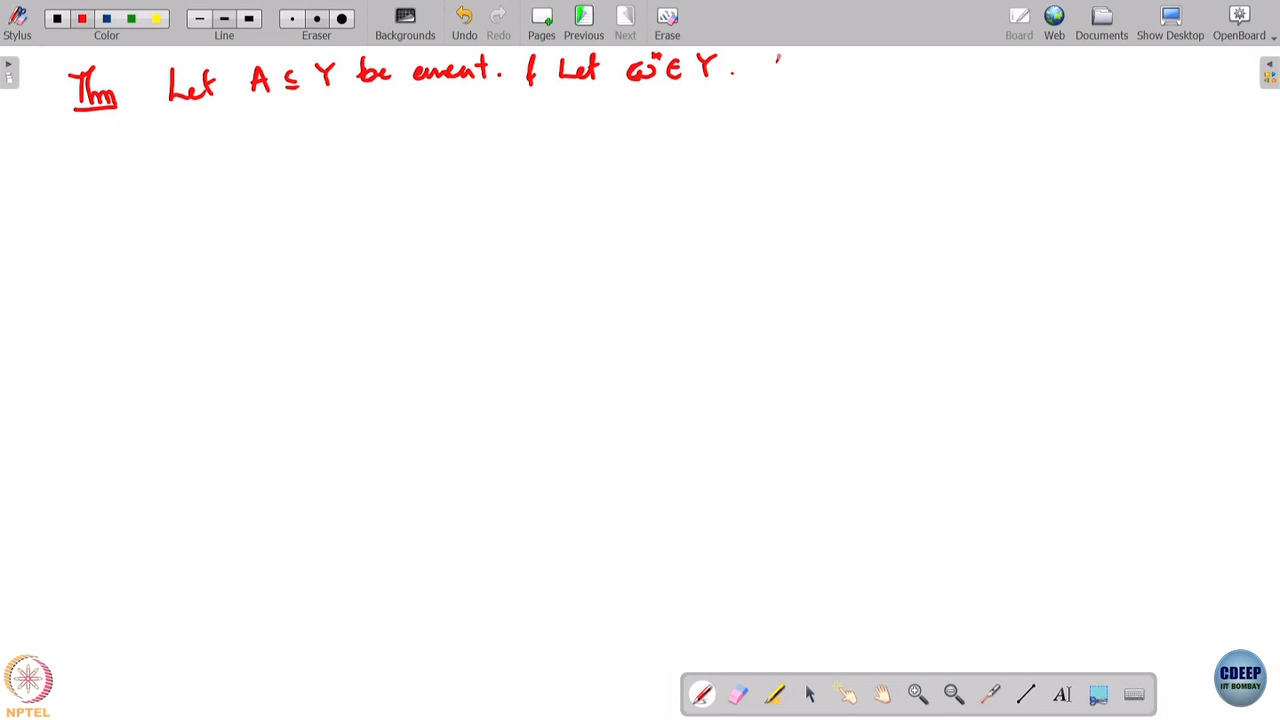 Color
Line
Eraser
Backgrounds
Undo
Redo
Pages
Previous
Next
Erase
Board
Web
Documents
Show Desktop
OpenBoard
Stylus
Thm Let A ⊆ Y be event. & Let ω* ∈ Y.
NPTEL
CDEEP
IIT BOMBAY